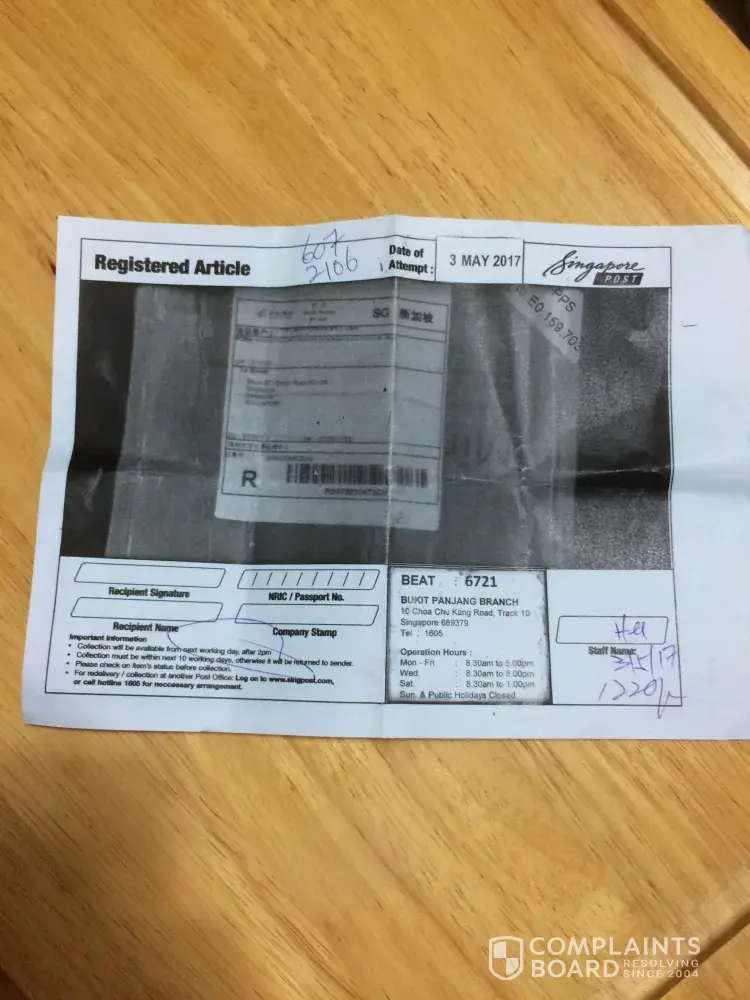 607
2106
Registered Article
Date of
Attempt :
3 MAY 2017
Singapore
POST
PPS
SG 新加坡
R
Recipient Signature
NRIC / Passport No.
Recipient Name
Company Stamp
Important Information
• Collection will be available from next working day, after 2pm
• Collection must be within next 10 working days, otherwise it will be returned to sender.
• Please check on item's status before collection.
• For redelivery / collection at another Post Office: Log on to www.singpost.com,
or call hotline 1605 for neccessary arrangement.
BEAT : 6721
BUKIT PANJANG BRANCH
10 Choa Chu Kang Road, Track 10
Singapore 689379
Tel : 1605
Operation Hours :
Mon - Fri : 8.30am to 5.00pm
Wed. : 8.30am to 8.00pm
Sat. : 8.30am to 1.00pm
Sun. & Public Holidays Closed
Staff Name:
3/5/17
1220
COMPLAINTS
BOARD RESOLVING
SINCE 2004